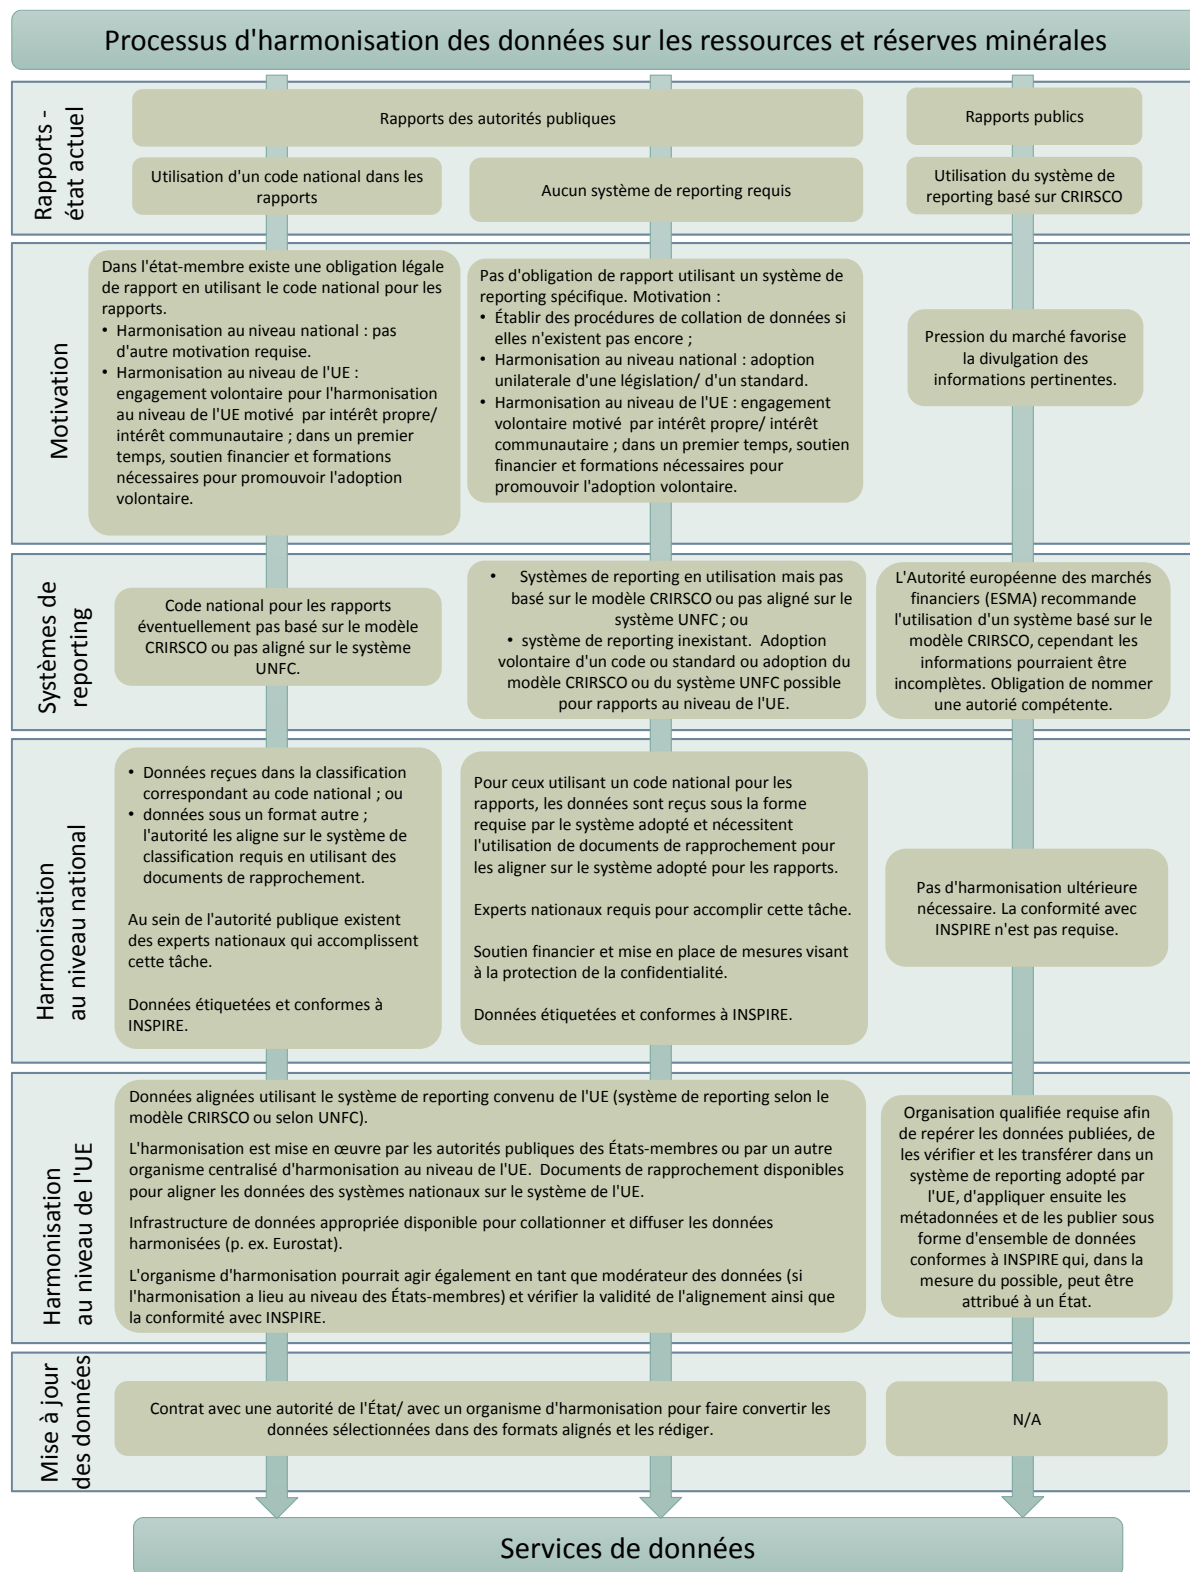 Processus d'harmonisation des données sur les ressources et réserves minérales
Rapports -
état actuel
Rapports des autorités publiques
Rapports publics
Utilisation d'un code national dans les
rapports
Aucun système de reporting requis
Utilisation du système de
reporting basé sur CRIRSCO
Motivation
Dans l'état-membre existe une obligation légale
de rapport en utilisant le code national pour les
rapports.
• Harmonisation au niveau national : pas
d'autre motivation requise.
• Harmonisation au niveau de l'UE :
engagement volontaire pour l'harmonisation
au niveau de l'UE motivé par intérêt propre/
intérêt communautaire ; dans un premier
temps, soutien financier et formations
nécessaires pour promouvoir l'adoption
volontaire.
Pas d'obligation de rapport utilisant un système de
reporting spécifique. Motivation :
• Établir des procédures de collation de données si
elles n'existent pas encore ;
• Harmonisation au niveau national : adoption
unilaterale d'une législation/ d'un standard.
• Harmonisation au niveau de l'UE : engagement
volontaire motivé par intérêt propre/ intérêt
communautaire ; dans un premier temps, soutien
financier et formations nécessaires pour
promouvoir l'adoption volontaire.
Pression du marché favorise
la divulgation des
informations pertinentes.
Systèmes de
reporting
Code national pour les rapports
éventuellement pas basé sur le modèle
CRIRSCO ou pas aligné sur le système
UNFC.
• Systèmes de reporting en utilisation mais pas
basé sur le modèle CRIRSCO ou pas aligné sur le
système UNFC ; ou
• système de reporting inexistant. Adoption
volontaire d'un code ou standard ou adoption du
modèle CRIRSCO ou du système UNFC possible
pour rapports au niveau de l'UE.
L'Autorité européenne des marchés
financiers (ESMA) recommande
l'utilisation d'un système basé sur le
modèle CRIRSCO, cependant les
informations pourraient être
incomplètes. Obligation de nommer
une autorié compétente.
Harmonisation
au niveau national
• Données reçues dans la classification
correspondant au code national ; ou
• données sous un format autre ;
l'autorité les aligne sur le système de
classification requis en utilisant des
documents de rapprochement.
Au sein de l'autorité publique existent
des experts nationaux qui accomplissent
cette tâche.
Données étiquetées et conformes à
INSPIRE.
Pour ceux utilisant un code national pour les
rapports, les données sont reçus sous la forme
requise par le système adopté et nécessitent
l'utilisation de documents de rapprochement pour
les aligner sur le système adopté pour les rapports.
Experts nationaux requis pour accomplir cette tâche.
Soutien financier et mise en place de mesures visant
à la protection de la confidentialité.
Données étiquetées et conformes à INSPIRE.
Pas d'harmonisation ultérieure
nécessaire. La conformité avec
INSPIRE n'est pas requise.
Harmonisation
au niveau de l'UE
Données alignées utilisant le système de reporting convenu de l'UE (système de reporting selon le
modèle CRIRSCO ou selon UNFC).
L'harmonisation est mise en œuvre par les autorités publiques des États-membres ou par un autre
organisme centralisé d'harmonisation au niveau de l'UE. Documents de rapprochement disponibles
pour aligner les données des systèmes nationaux sur le système de l'UE.
Infrastructure de données appropriée disponible pour collationner et diffuser les données
harmonisées (p. ex. Eurostat).
L'organisme d'harmonisation pourrait agir également en tant que modérateur des données (si
l'harmonisation a lieu au niveau des États-membres) et vérifier la validité de l'alignement ainsi que
la conformité avec INSPIRE.
Organisation qualifiée requise afin
de repérer les données publiées, de
les vérifier et les transférer dans un
système de reporting adopté par
l'UE, d'appliquer ensuite les
métadonnées et de les publier sous
forme d'ensemble de données
conformes à INSPIRE qui, dans la
mesure du possible, peut être
attribué à un État.
Mise à jour
des données
Contrat avec une autorité de l'État/ avec un organisme d'harmonisation pour faire convertir les
données sélectionnées dans des formats alignés et les rédiger.
N/A
Services de données